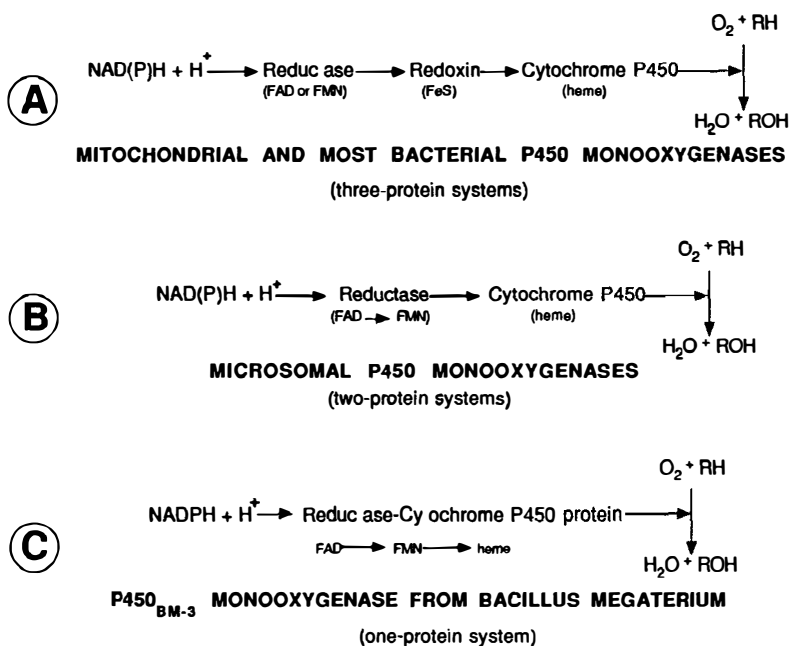 O₂ + RH
A NAD(P)H + H⁺ Reduc ase Redoxin Cytochrome P450
(FAD or FMN) (FeS) (heme)
H₂O + ROH
MITOCHONDRIAL AND MOST BACTERIAL P450 MONOOXYGENASES
(three-protein systems)
O₂ + RH
B NAD(P)H + H⁺ Reductase Cytochrome P450
(FAD → FMN) (heme)
H₂O + ROH
MICROSOMAL P450 MONOOXYGENASES
(two-protein systems)
O₂ + RH
C NADPH + H⁺ Reduc ase-Cy ochrome P450 protein
FAD FMN heme
H₂O + ROH
P450BM-3 MONOOXYGENASE FROM BACILLUS MEGATERIUM
(one-protein system)